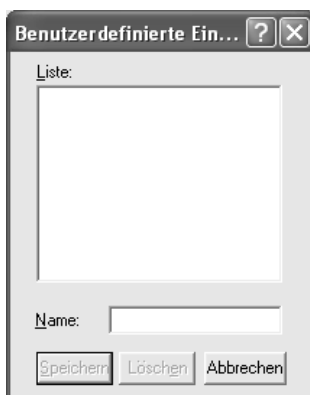 Benutzerdefinierte Ein... ?
Liste:
Name:
Speichern Löschen Abbrechen